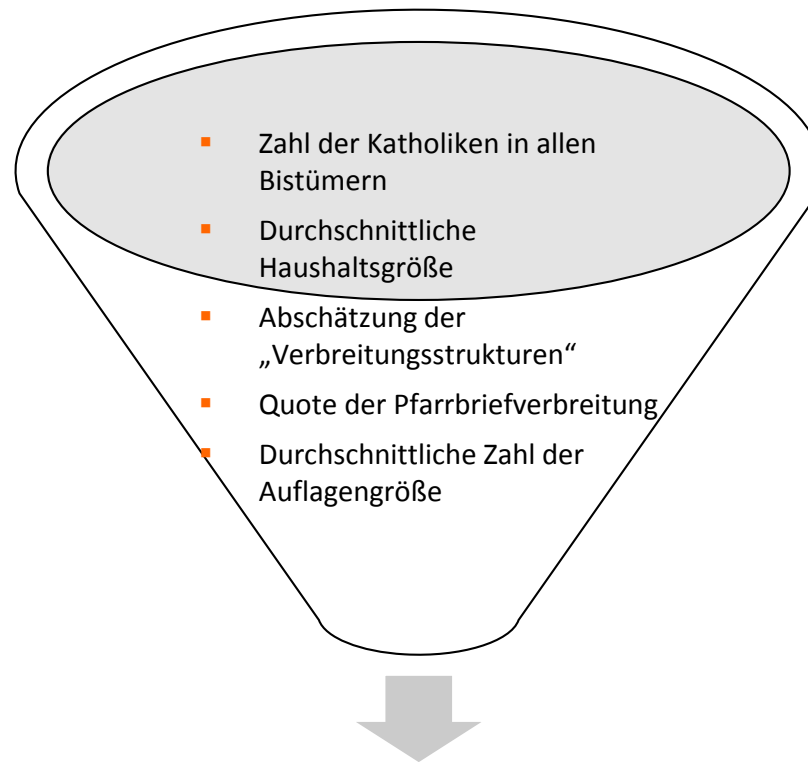 ▪ Zahl der Katholiken in allen
Bistümern
▪ Durchschnittliche
Haushaltsgröße
▪ Abschätzung der
„Verbreitungsstrukturen“
▪ Quote der Pfarrbriefverbreitung
▪ Durchschnittliche Zahl der
Auflagengröße